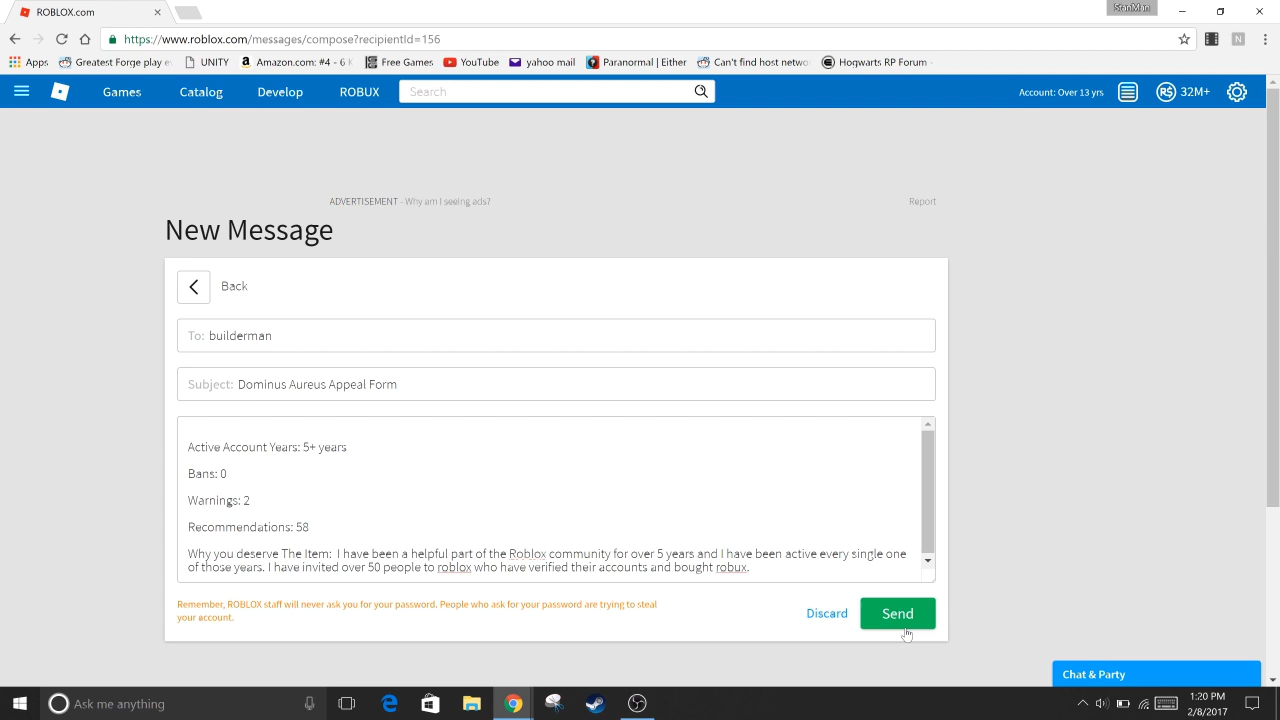 ROBLOX.com
StanMan
https://www.roblox.com/messages/compose?recipientId=156
N
Apps Greatest Forge play e UNITY Amazon.com: #4 - 6 K Free Games YouTube yahoo mail Paranormal | Either Can't find host netwo Hogwarts RP Forum -
Games Catalog Develop ROBUX Search Account: Over 13 yrs R$ 32M+
ADVERTISEMENT - Why am I seeing ads? Report
New Message
Back
To: builderman
Subject: Dominus Aureus Appeal Form
Active Account Years: 5+ years
Bans: 0
Warnings: 2
Recommendations: 58
Why you deserve The Item: I have been a helpful part of the Roblox community for over 5 years and I have been active every single one
of those years. I have invited over 50 people to roblox who have verified their accounts and bought robux.
Remember, ROBLOX staff will never ask you for your password. People who ask for your password are trying to steal
your account.
Discard Send
Chat & Party
Ask me anything
1:20 PM
2/8/2017